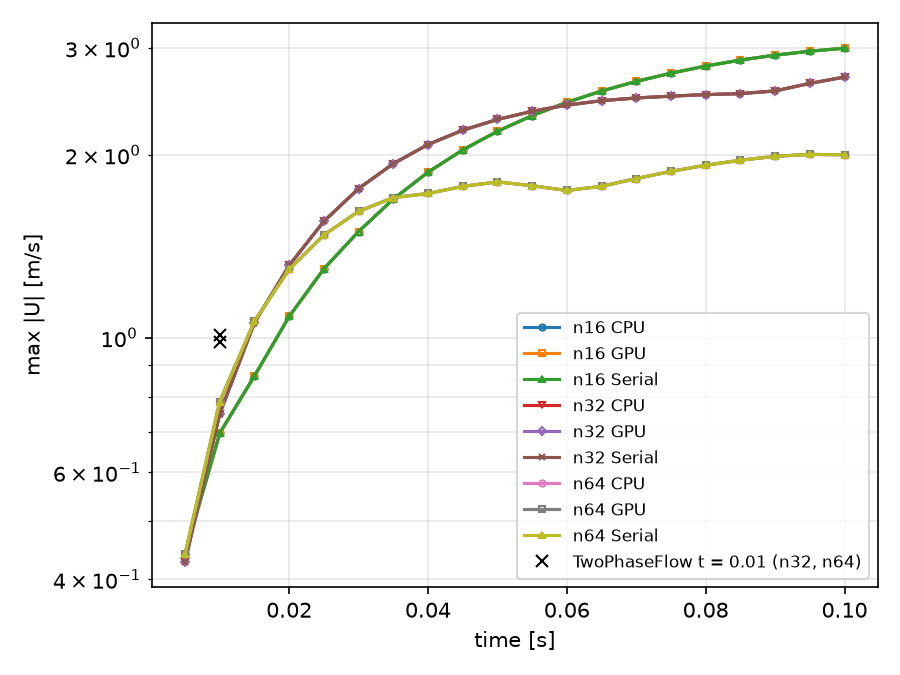 3 × 10⁰
2 × 10⁰
10⁰
6 × 10⁻¹
4 × 10⁻¹
max |U| [m/s]
0.02 0.04 0.06 0.08 0.10
time [s]
n16 CPU
n16 GPU
n16 Serial
n32 CPU
n32 GPU
n32 Serial
n64 CPU
n64 GPU
n64 Serial
TwoPhaseFlow t = 0.01 (n32, n64)